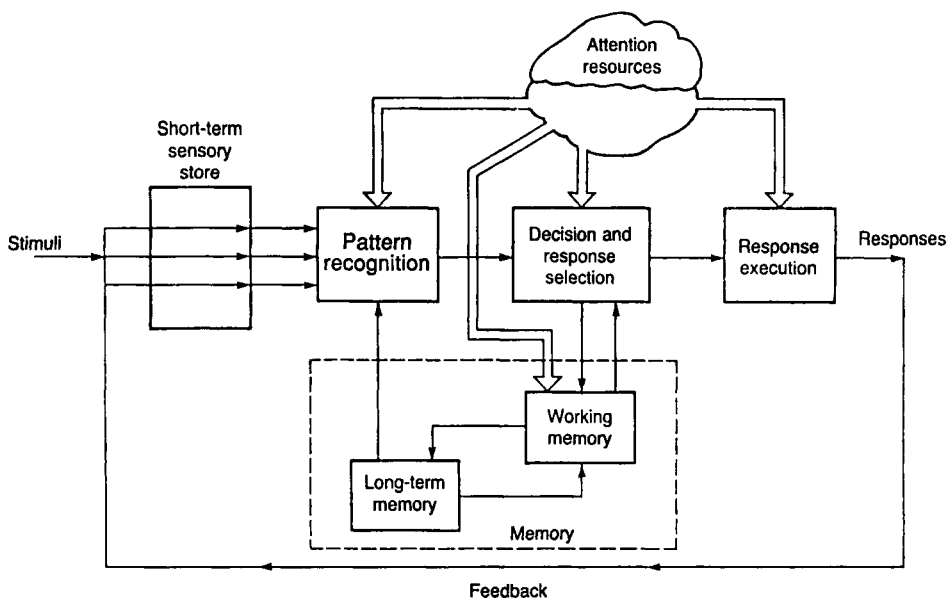 Attention
resources
Short-term
sensory
store
Stimuli
Pattern
recognition
Decision and
response
selection
Response
execution
Responses
Working
memory
Long-term
memory
Memory
Feedback